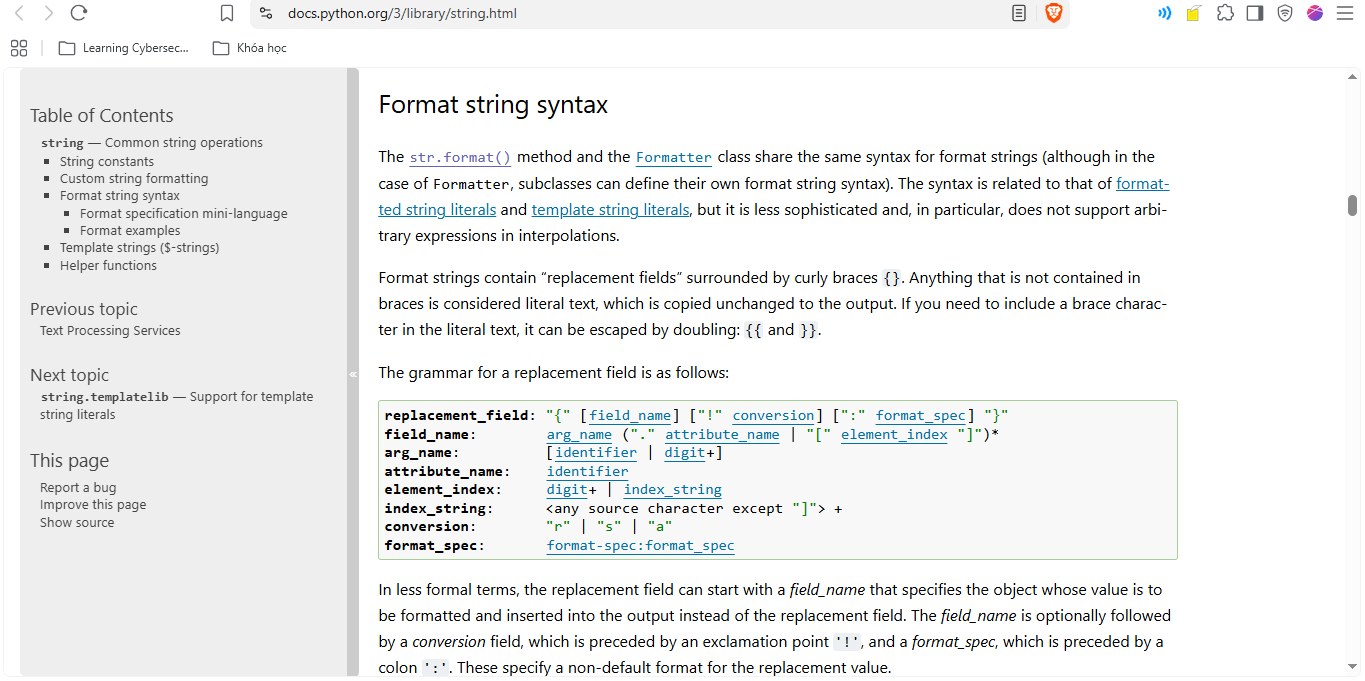 docs.python.org/3/library/string.html
Learning Cybersec...
Khóa học
Table of Contents
string — Common string operations
String constants
Custom string formatting
Format string syntax
Format specification mini-language
Format examples
Template strings ($-strings)
Helper functions
Previous topic
Text Processing Services
Next topic
string.templatelib — Support for template
string literals
This page
Report a bug
Improve this page
Show source
«
Format string syntax
The str.format() method and the Formatter class share the same syntax for format strings (although in the
case of Formatter, subclasses can define their own format string syntax). The syntax is related to that of format-
ted string literals and template string literals, but it is less sophisticated and, in particular, does not support arbi-
trary expressions in interpolations.
Format strings contain “replacement fields” surrounded by curly braces {}. Anything that is not contained in
braces is considered literal text, which is copied unchanged to the output. If you need to include a brace charac-
ter in the literal text, it can be escaped by doubling: {{ and }}.
The grammar for a replacement field is as follows:
replacement_field: "{" [field_name] ["!" conversion] [":" format_spec] "}"
field_name: arg_name ("." attribute_name | "[" element_index "]")*
arg_name: [identifier | digit+]
attribute_name: identifier
element_index: digit+ | index_string
index_string: <any source character except "]"> +
conversion: "r" | "s" | "a"
format_spec: format-spec:format_spec
In less formal terms, the replacement field can start with a field_name that specifies the object whose value is to
be formatted and inserted into the output instead of the replacement field. The field_name is optionally followed
by a conversion field, which is preceded by an exclamation point '!', and a format_spec, which is preceded by a
colon ':'. These specify a non-default format for the replacement value.